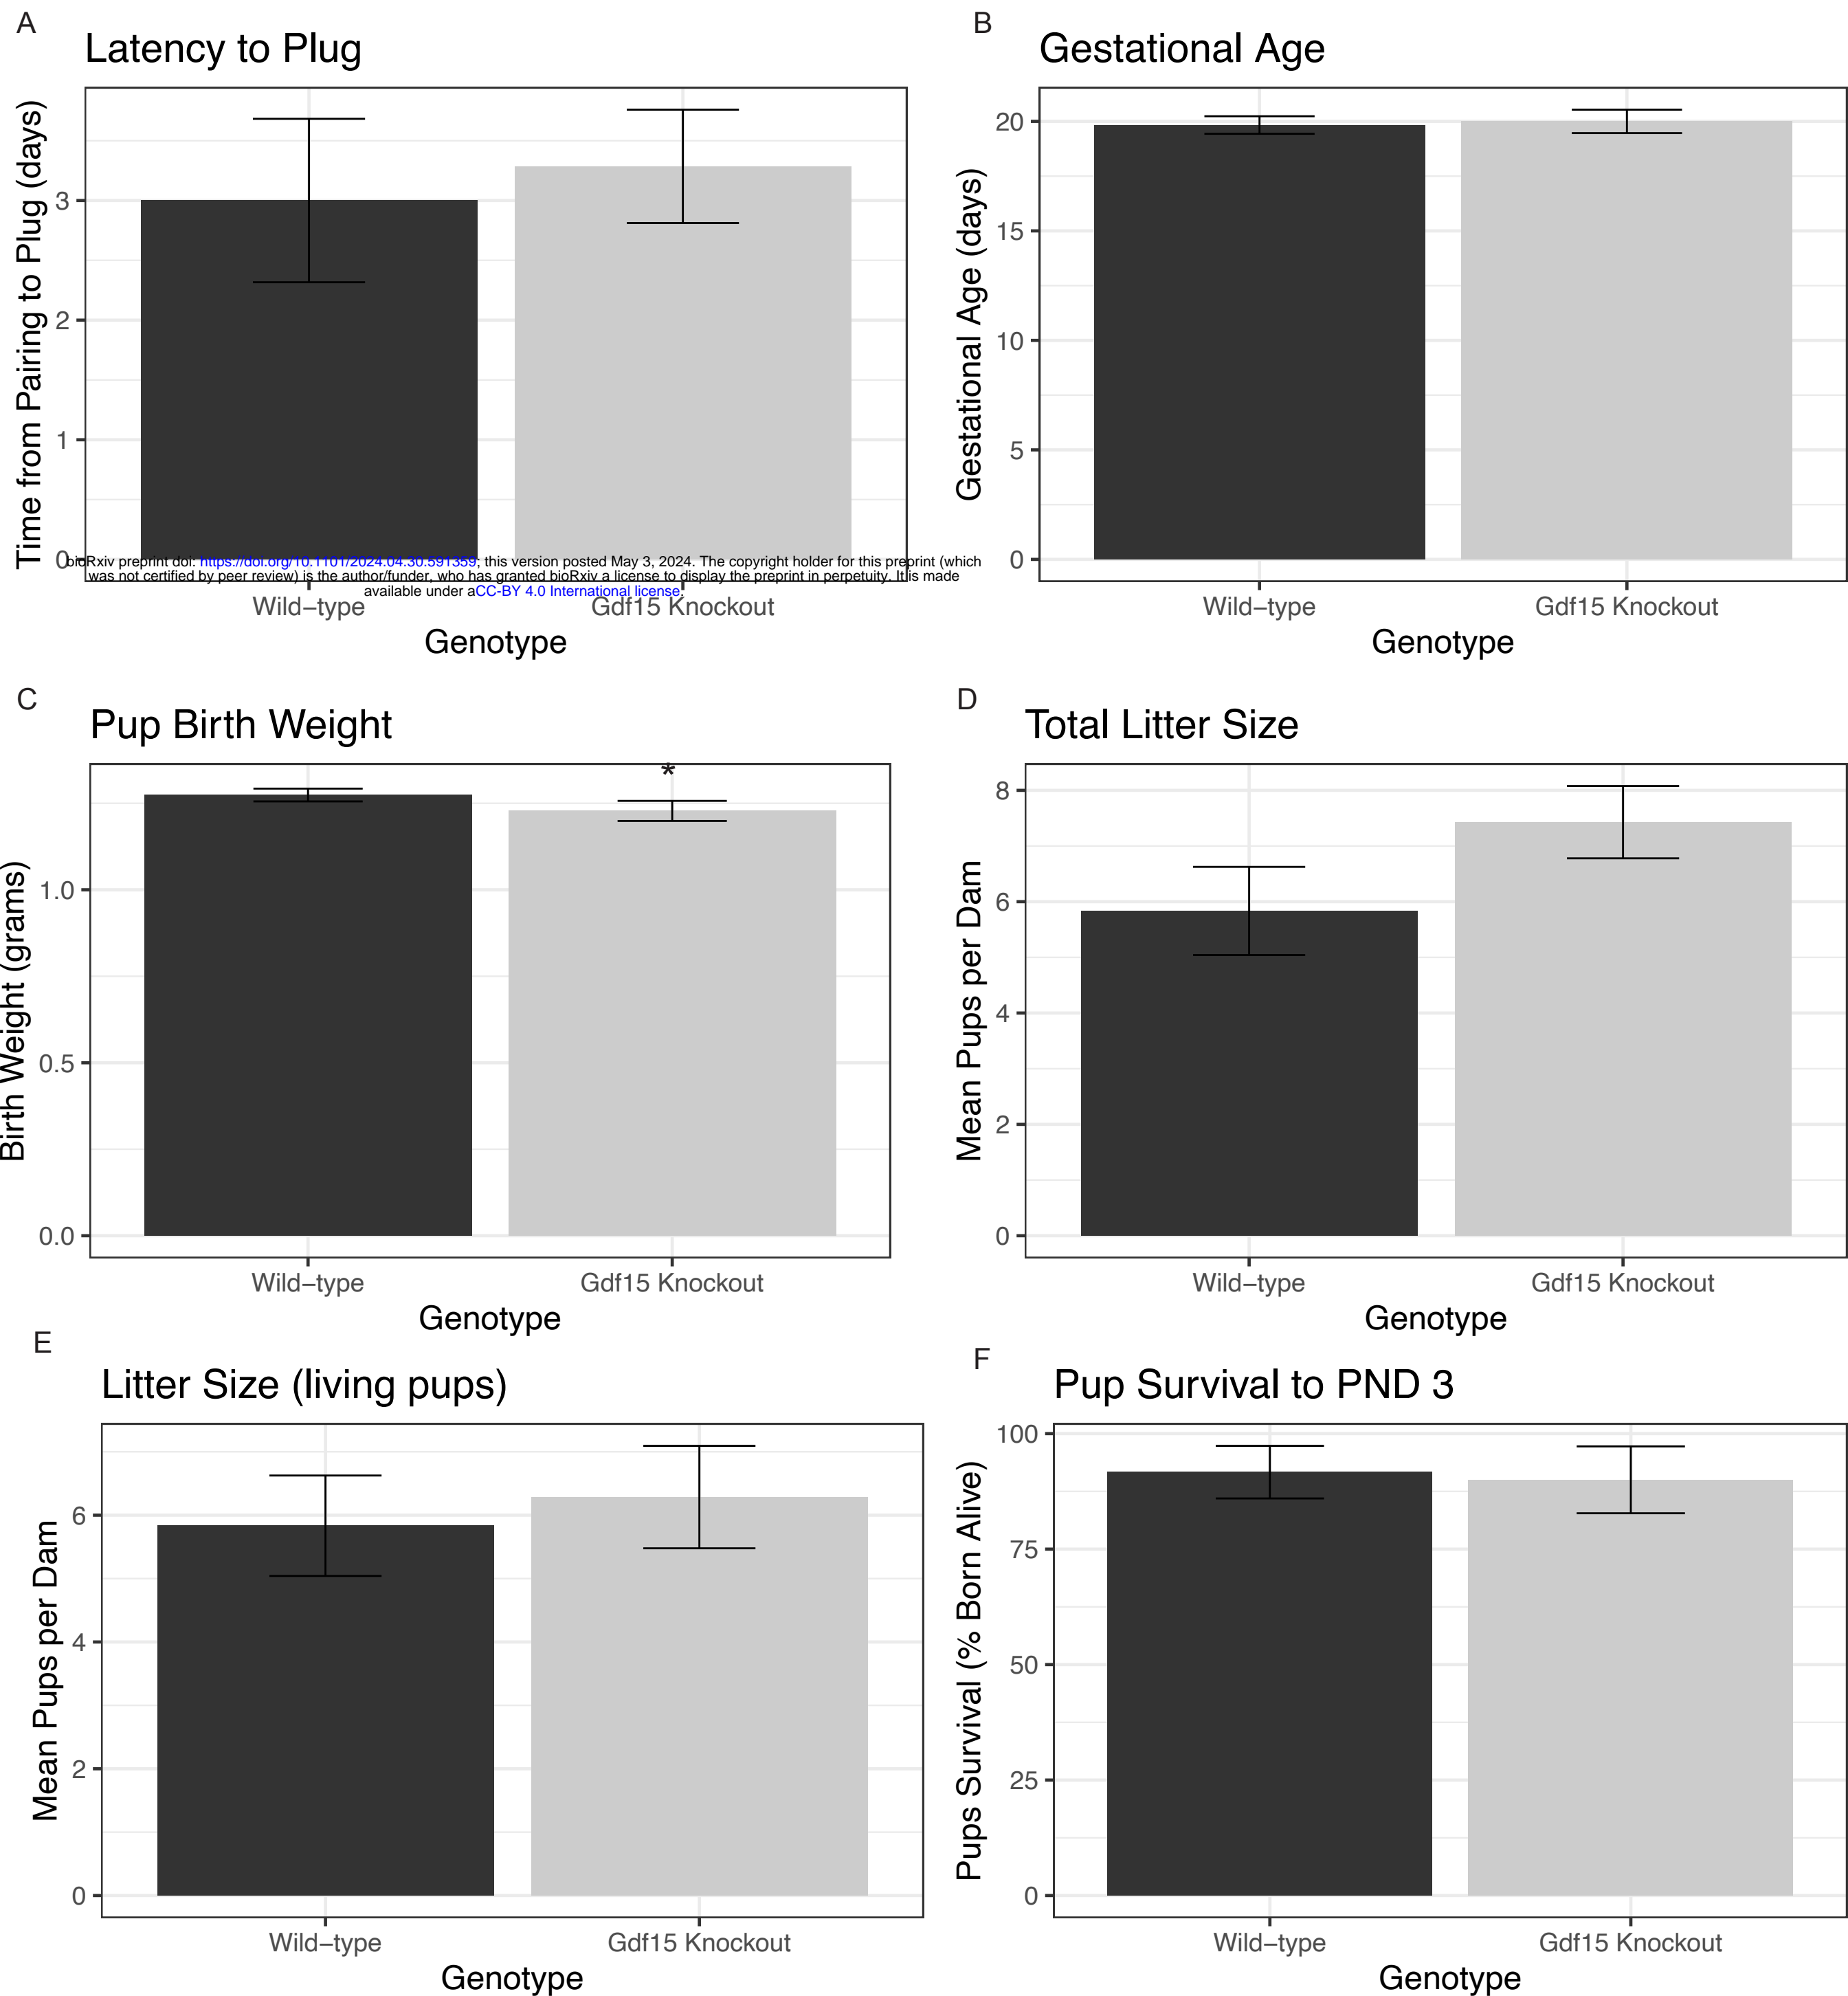 A
Latency to Plug
Time from Pairing to Plug (days)
3
2
1
0
bioRxiv preprint doi: https://doi.org/10.1101/2024.04.30.591359; this version posted May 3, 2024. The copyright holder for this preprint (which
was not certified by peer review) is the author/funder, who has granted bioRxiv a license to display the preprint in perpetuity. It is made
available under aCC-BY 4.0 International license.
Wild−type
Gdf15 Knockout
Genotype
B
Gestational Age
Gestational Age (days)
20
15
10
5
0
Wild−type
Gdf15 Knockout
Genotype
C
Pup Birth Weight
Birth Weight (grams)
*
1.0
0.5
0.0
Wild−type
Gdf15 Knockout
Genotype
D
Total Litter Size
Mean Pups per Dam
8
6
4
2
0
Wild−type
Gdf15 Knockout
Genotype
E
Litter Size (living pups)
Mean Pups per Dam
6
4
2
0
Wild−type
Gdf15 Knockout
Genotype
F
Pup Survival to PND 3
Pups Survival (% Born Alive)
100
75
50
25
0
Wild−type
Gdf15 Knockout
Genotype